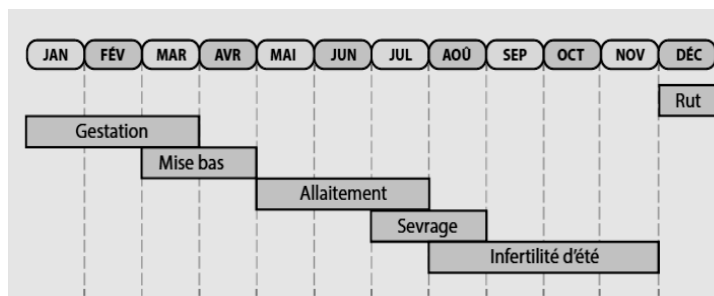 JAN FÉV MAR AVR MAI JUN JUL AOÛ SEP OCT NOV DÉC
Rut
Gestation
Mise bas
Allaitement
Sevrage
Infertilité d'été